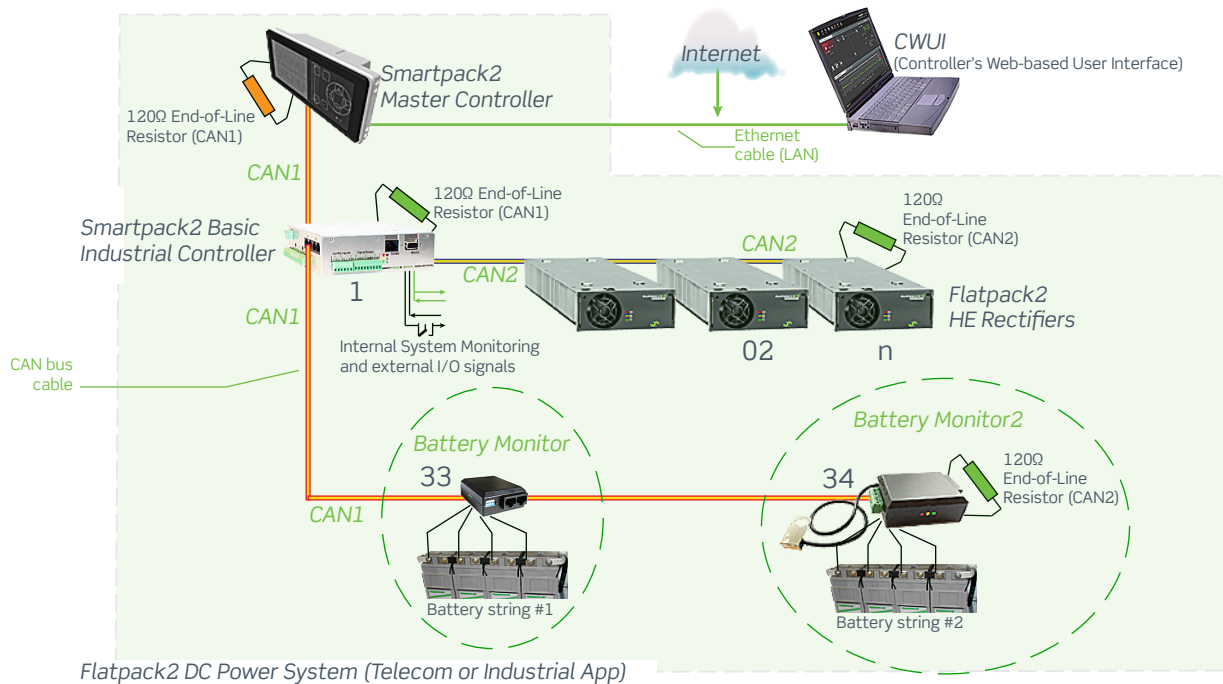 Internet
CWUI
(Controller's Web-based User Interface)
Smartpack2
Master Controller
120Ω End-of-Line
Resistor (CAN1)
Ethernet
cable (LAN)
CAN1
120Ω End-of-Line
Resistor (CAN1)
120Ω
End-of-Line
Resistor (CAN2)
Smartpack2 Basic
Industrial Controller
CAN2
CAN2
1
CAN1
Flatpack2
HE Rectifiers
02
n
Internal System Monitoring
and external I/O signals
CAN bus
cable
Battery Monitor
33
Battery Monitor2
34
120Ω
End-of-Line
Resistor (CAN2)
CAN1
Battery string #1
Battery string #2
Flatpack2 DC Power System (Telecom or Industrial App)